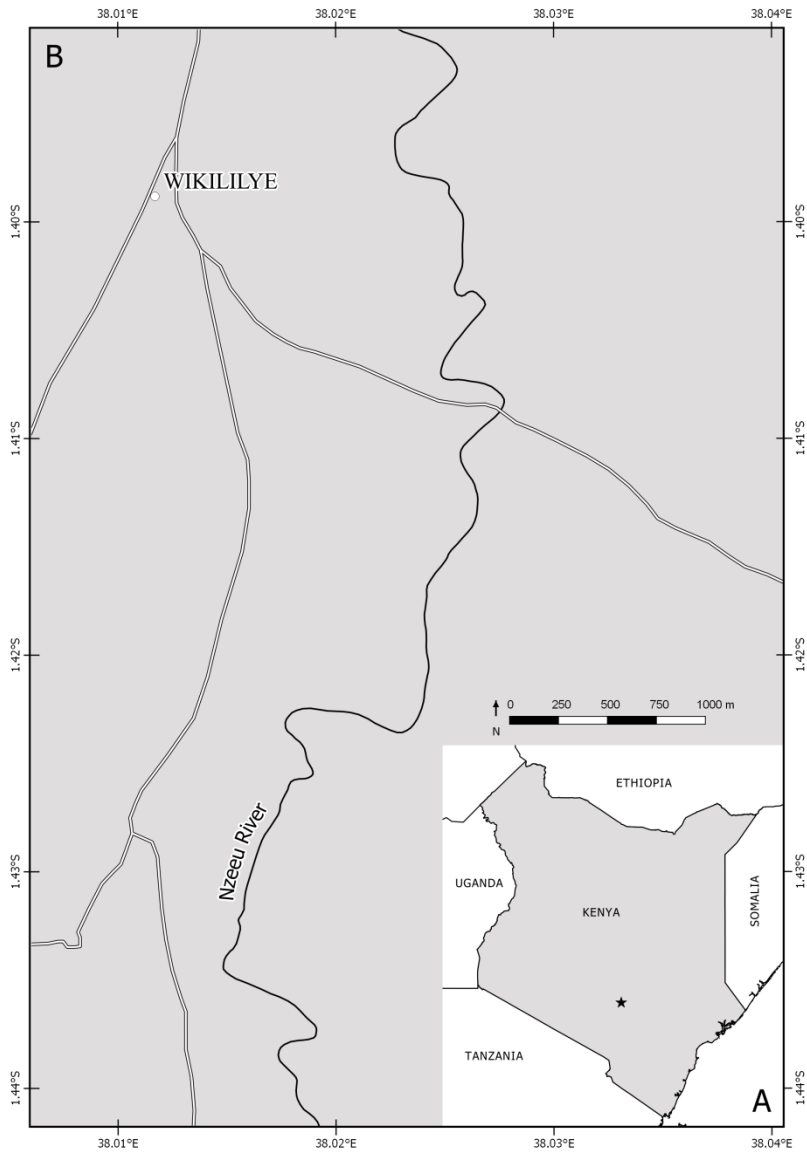 38.01°E 38.02°E 38.03°E 38.04°E
B
WIKILILYE
1.40°S 1.40°S
1.41°S 1.41°S
1.42°S 1.42°S
0 250 500 750 1000 m
N
ETHIOPIA
Nzeeu River
1.43°S 1.43°S
UGANDA
SOMALIA
KENYA
TANZANIA
1.44°S 1.44°S
A
38.01°E 38.02°E 38.03°E 38.04°E